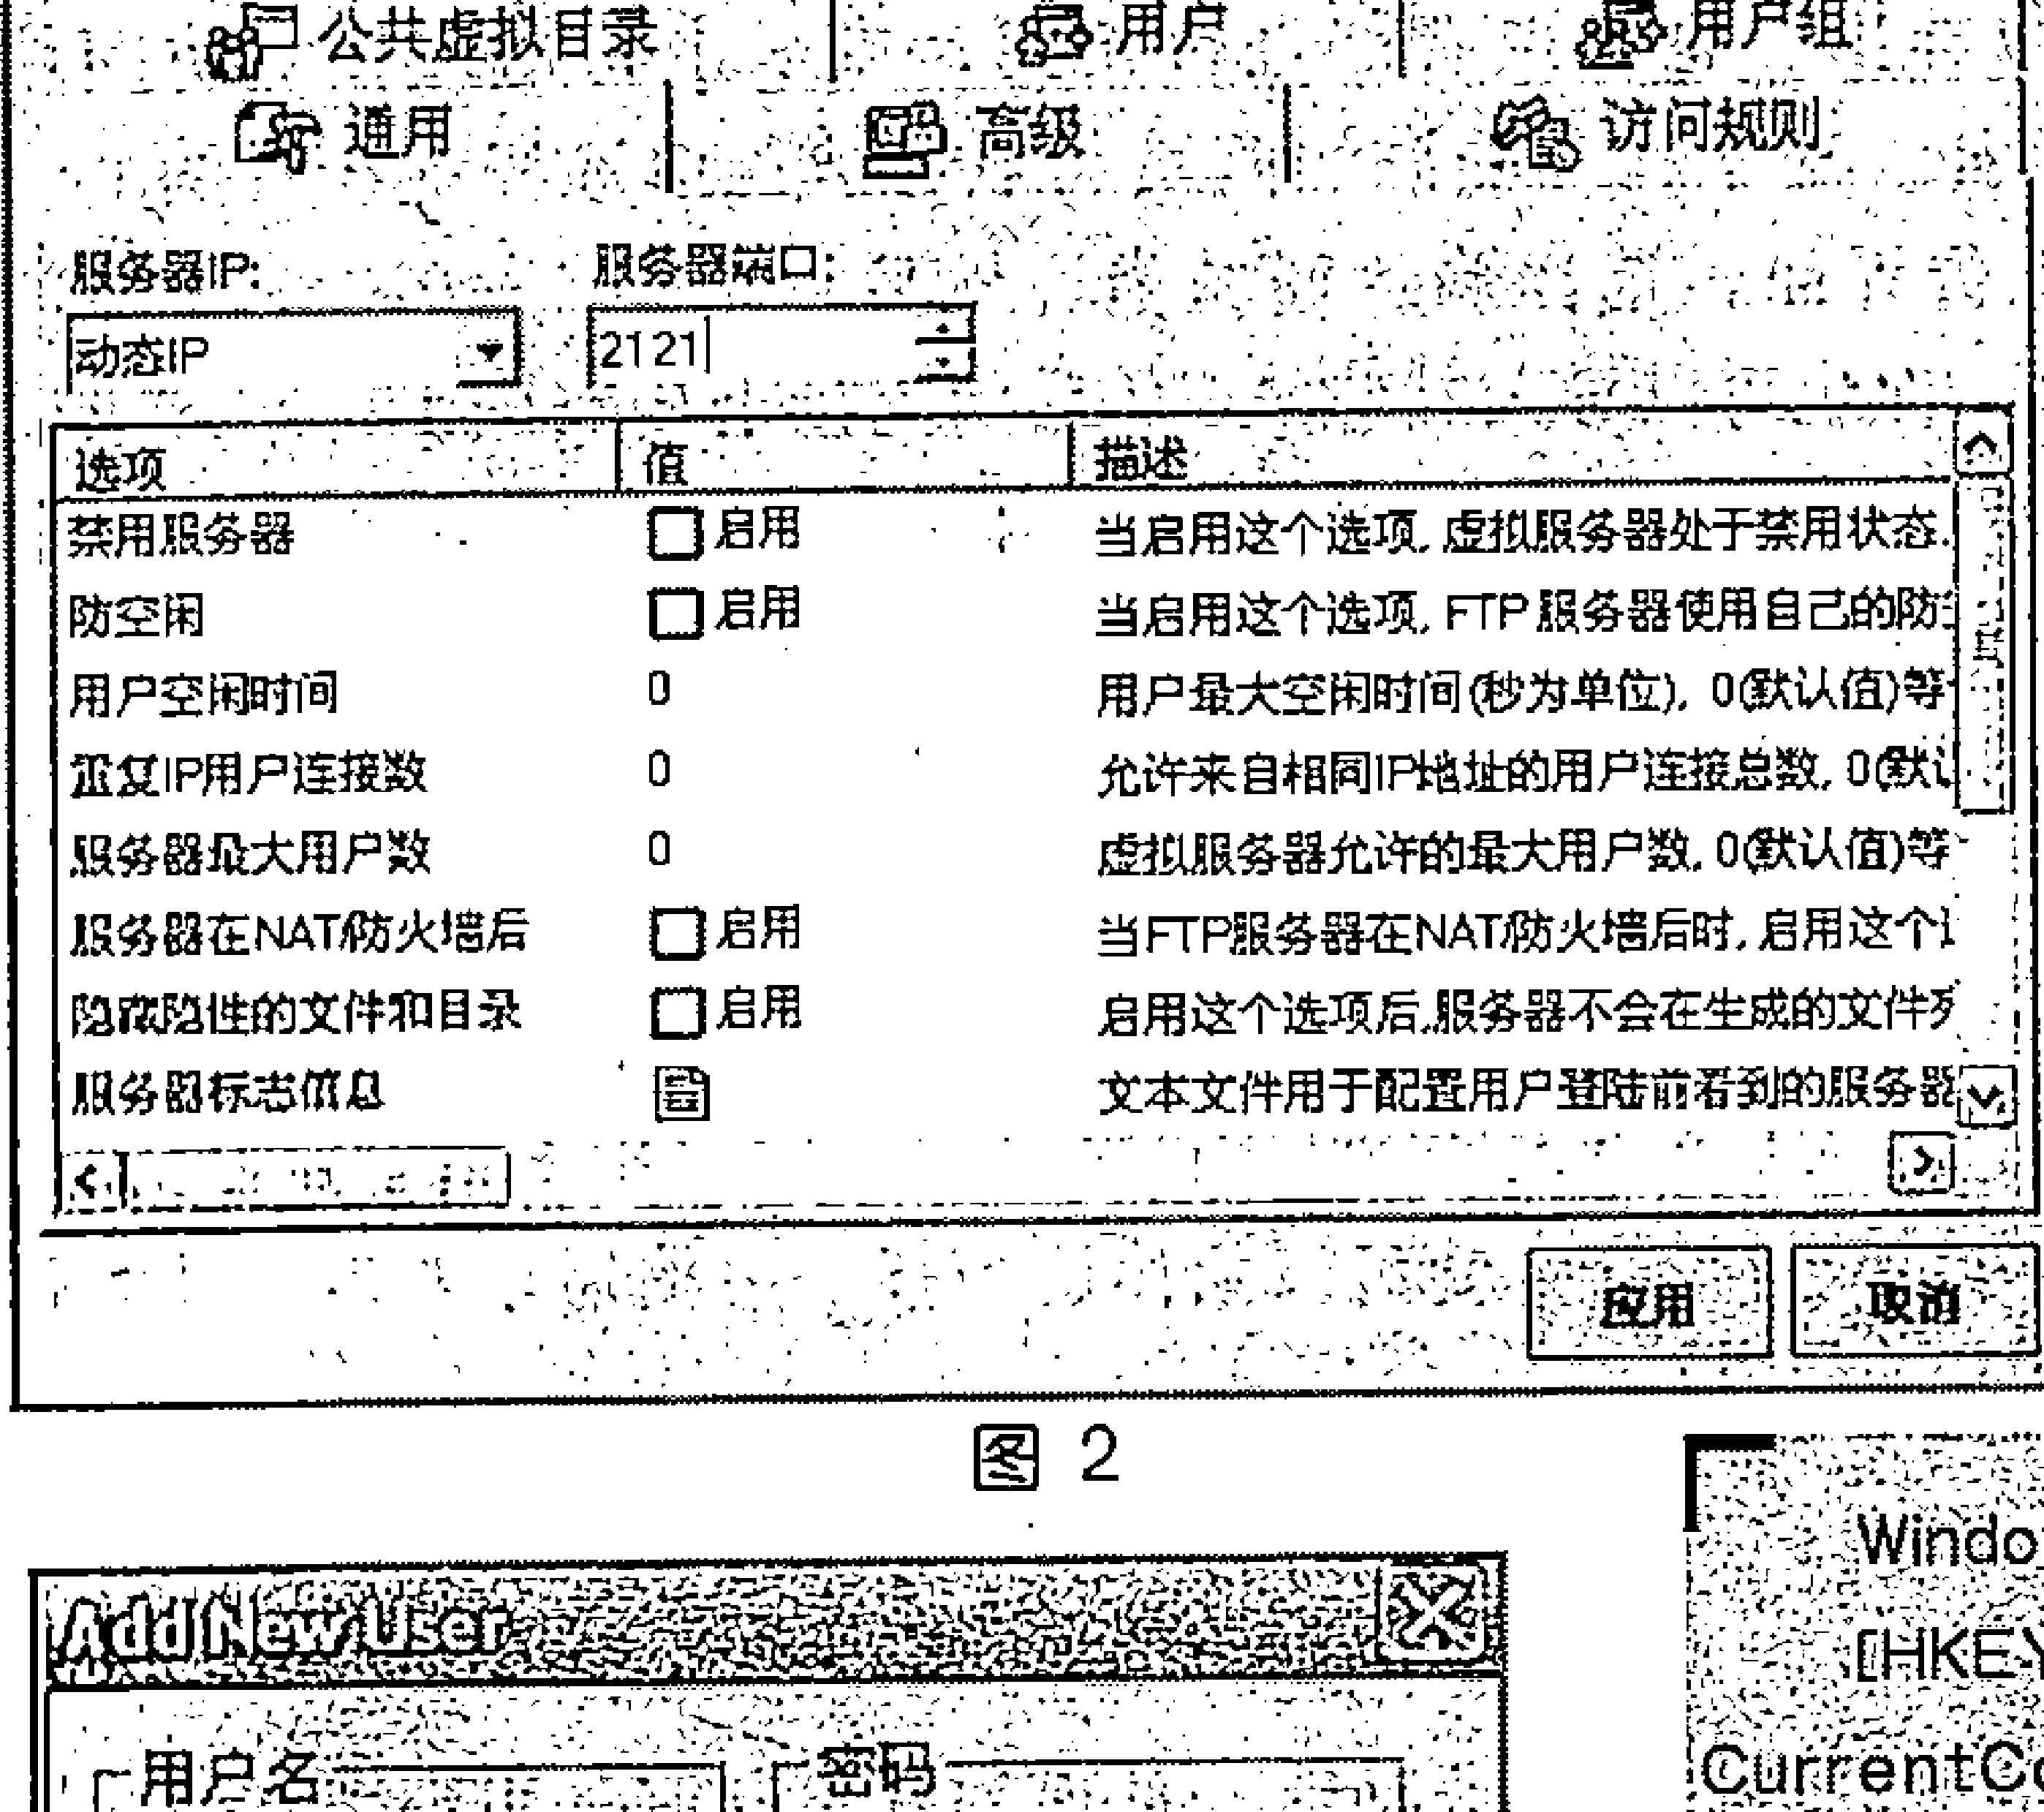 公共虚拟目录 用户 用户组
通用 高级 访问规则
服务器IP: 服务器端口:
动态IP 2121
选项 值 描述
禁用服务器 启用 当启用这个选项, 虚拟服务器处于禁用状态.
防空闲 启用 当启用这个选项, FTP 服务器使用自己的防
用户空闲时间 0 用户最大空闲时间(秒为单位), 0(默认值)等
重复IP用户连接数 0 允许来自相同IP地址的用户连接总数, 0(默认
服务器最大用户数 0 虚拟服务器允许的最大用户数, 0(默认值)等
服务器在NAT/防火墙后 启用 当FTP服务器在NAT/防火墙后时, 启用这个
隐藏隐性的文件和目录 启用 启用这个选项后,服务器不会在生成的文件列
服务器标志信息 文本文件用于配置用户登陆前看到的服务器
应用 取消
图 2
Add New User
用户名 密码
Windo
[HKEY
CurrentCo